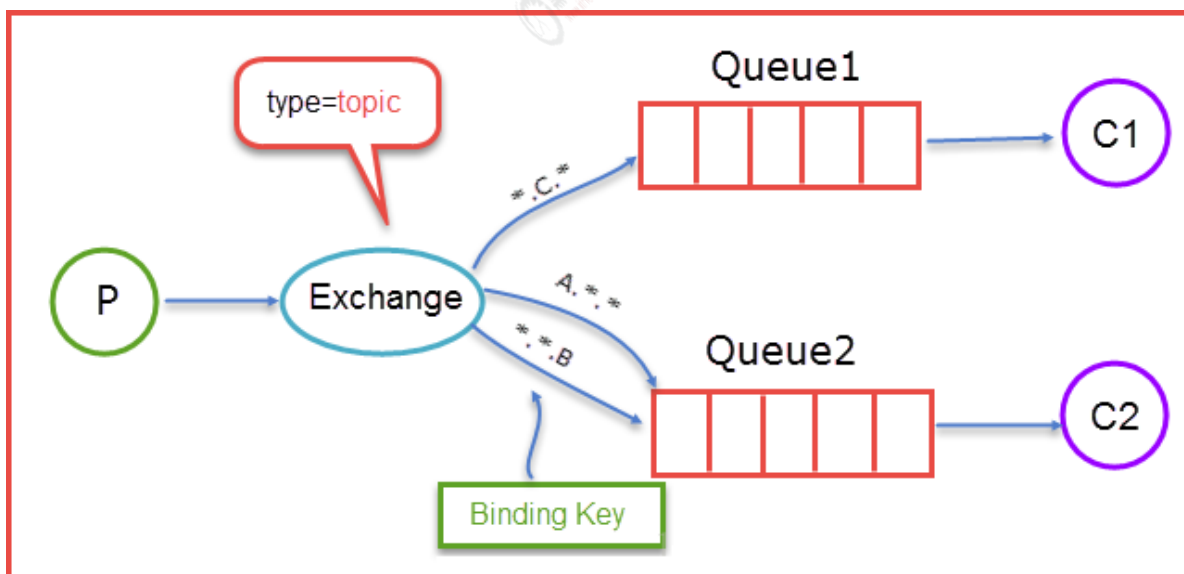 Queue1
type=topic
C1
*.C.*
P
Exchange
A.*.*
*.*.B
Queue2
C2
Binding Key